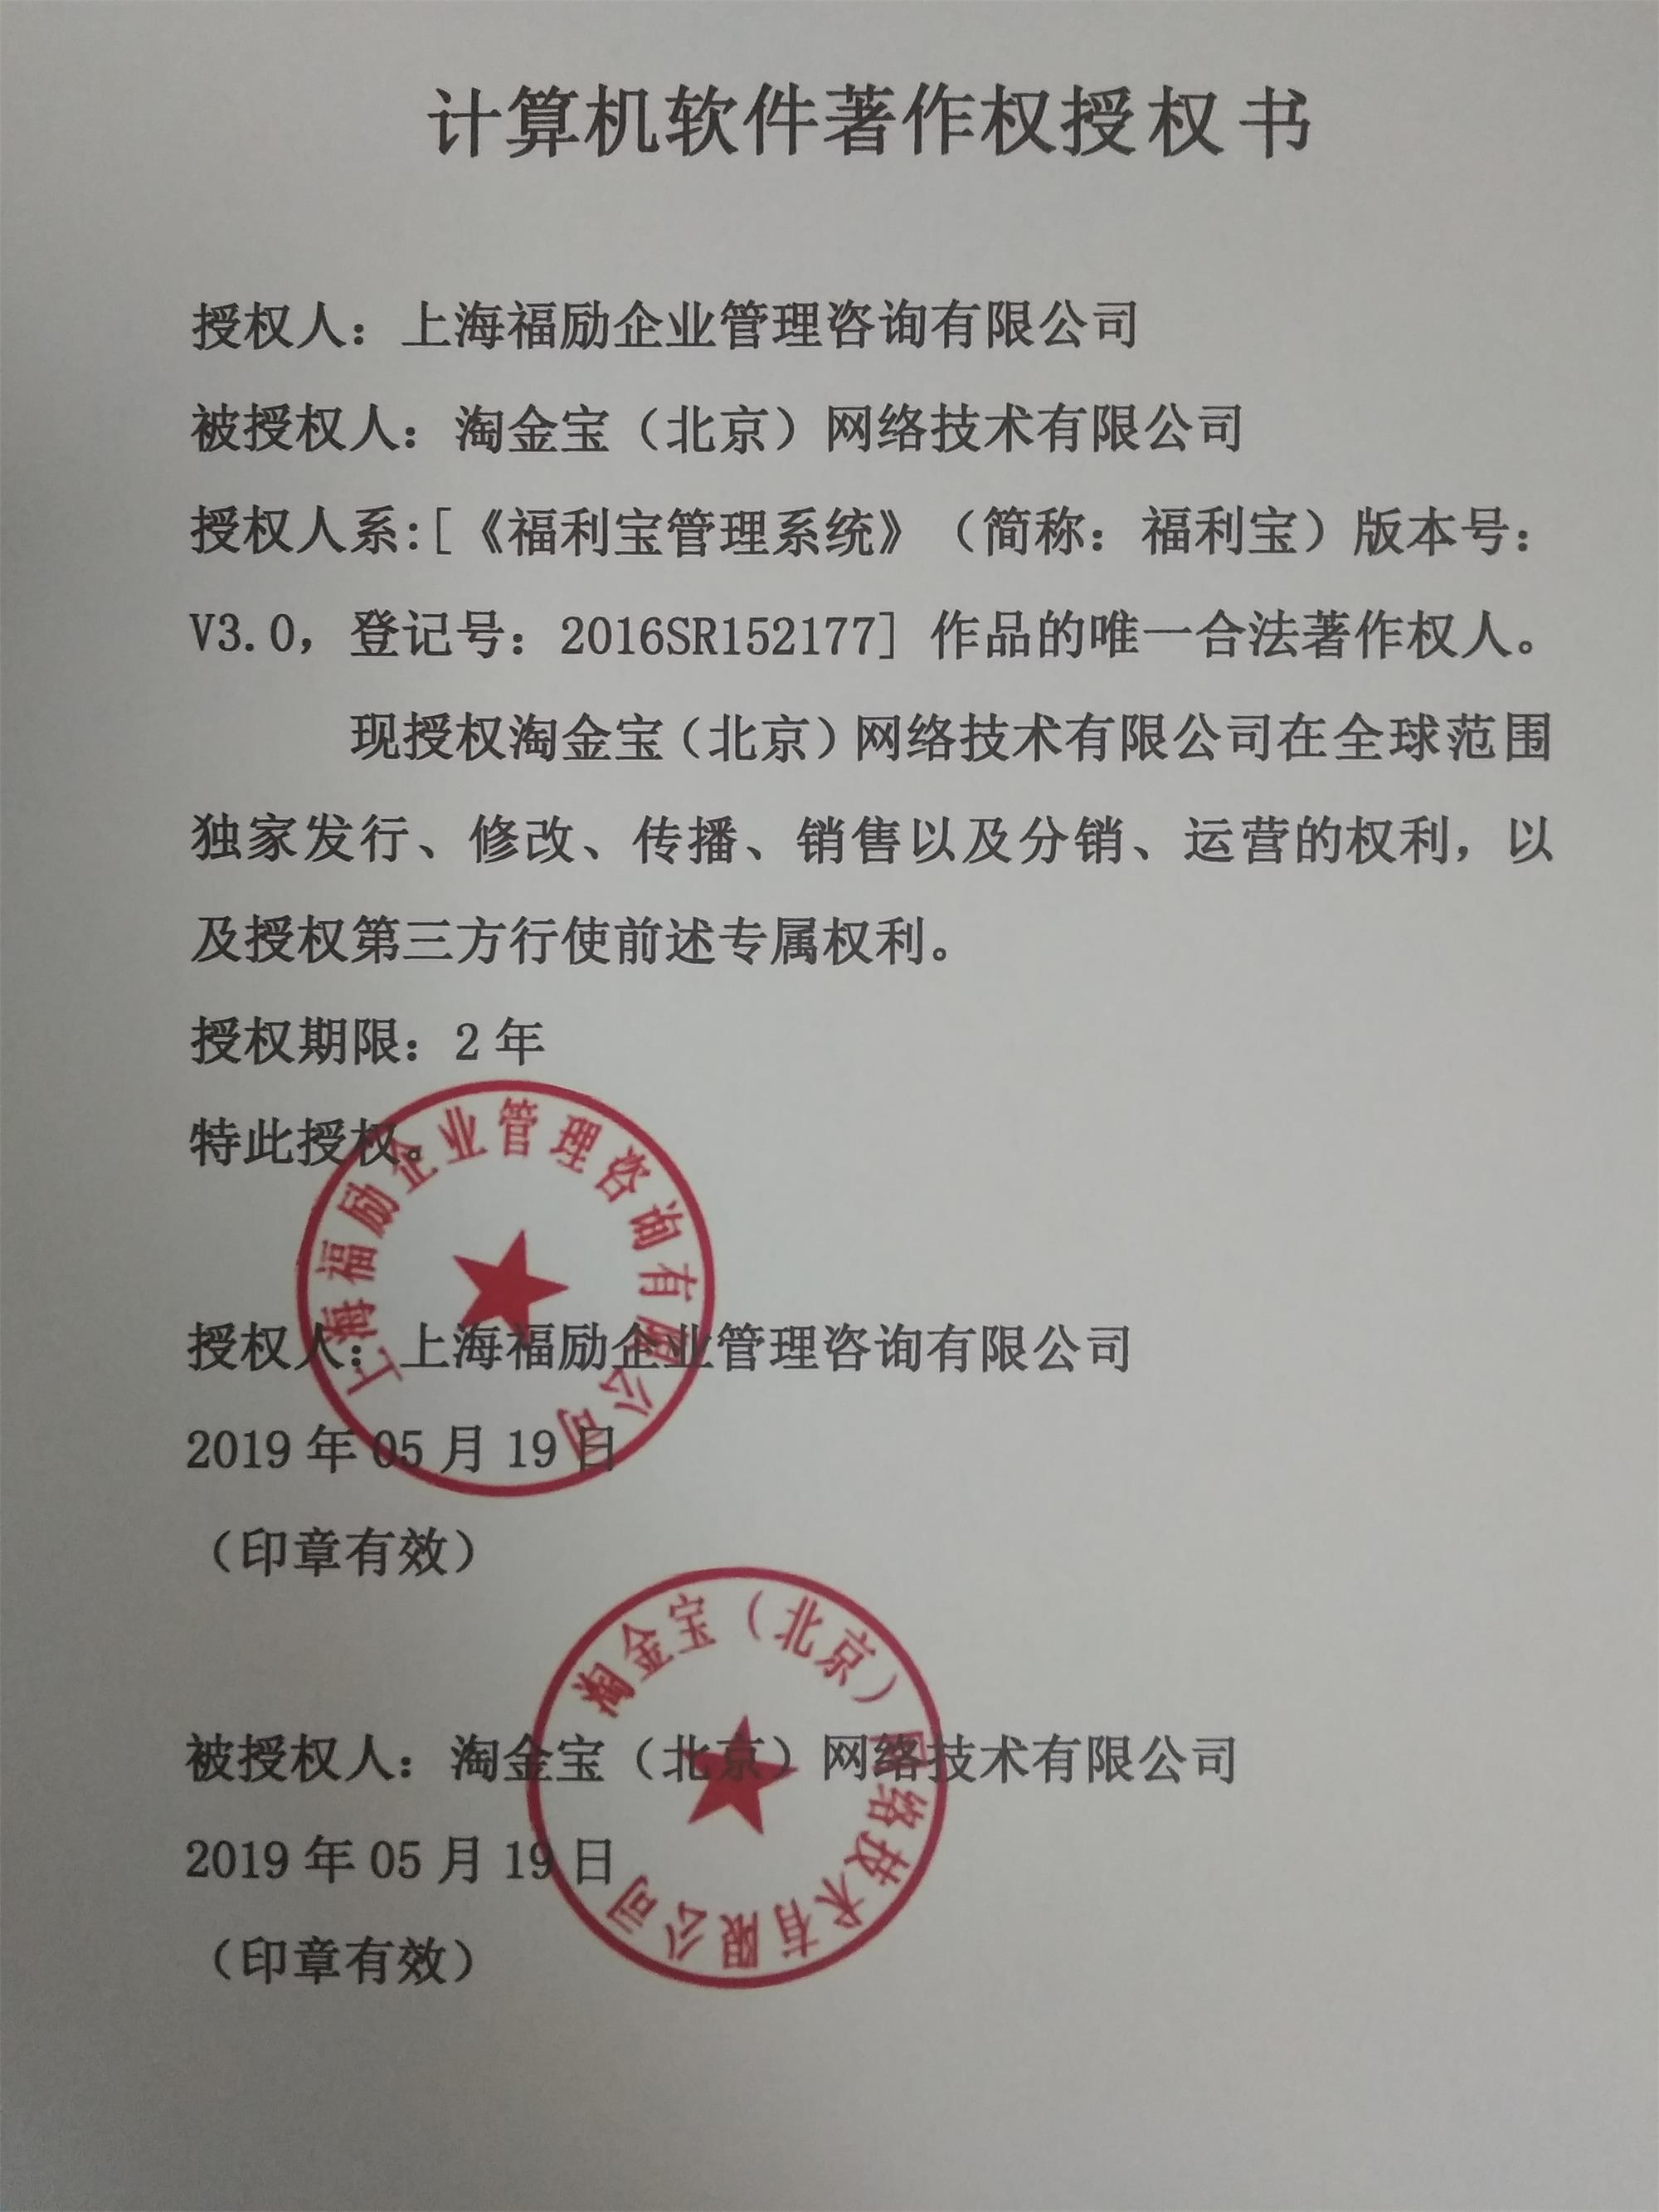 计算机软件著作权授权书
授权人：上海福励企业管理咨询有限公司
被授权人：淘金宝（北京）网络技术有限公司
授权人系:[《福利宝管理系统》（简称：福利宝）版本号：
V3.0，登记号：2016SR152177] 作品的唯一合法著作权人。
现授权淘金宝（北京）网络技术有限公司在全球范围
独家发行、修改、传播、销售以及分销、运营的权利，以
及授权第三方行使前述专属权利。
授权期限：2 年
特此授权。
上海福励企业管理咨询有限公司
授权人：上海福励企业管理咨询有限公司
2019 年 05 月 19 日
（印章有效）
淘金宝（北京）网络技术有限公司
被授权人：淘金宝（北京）网络技术有限公司
2019 年 05 月 19 日
（印章有效）